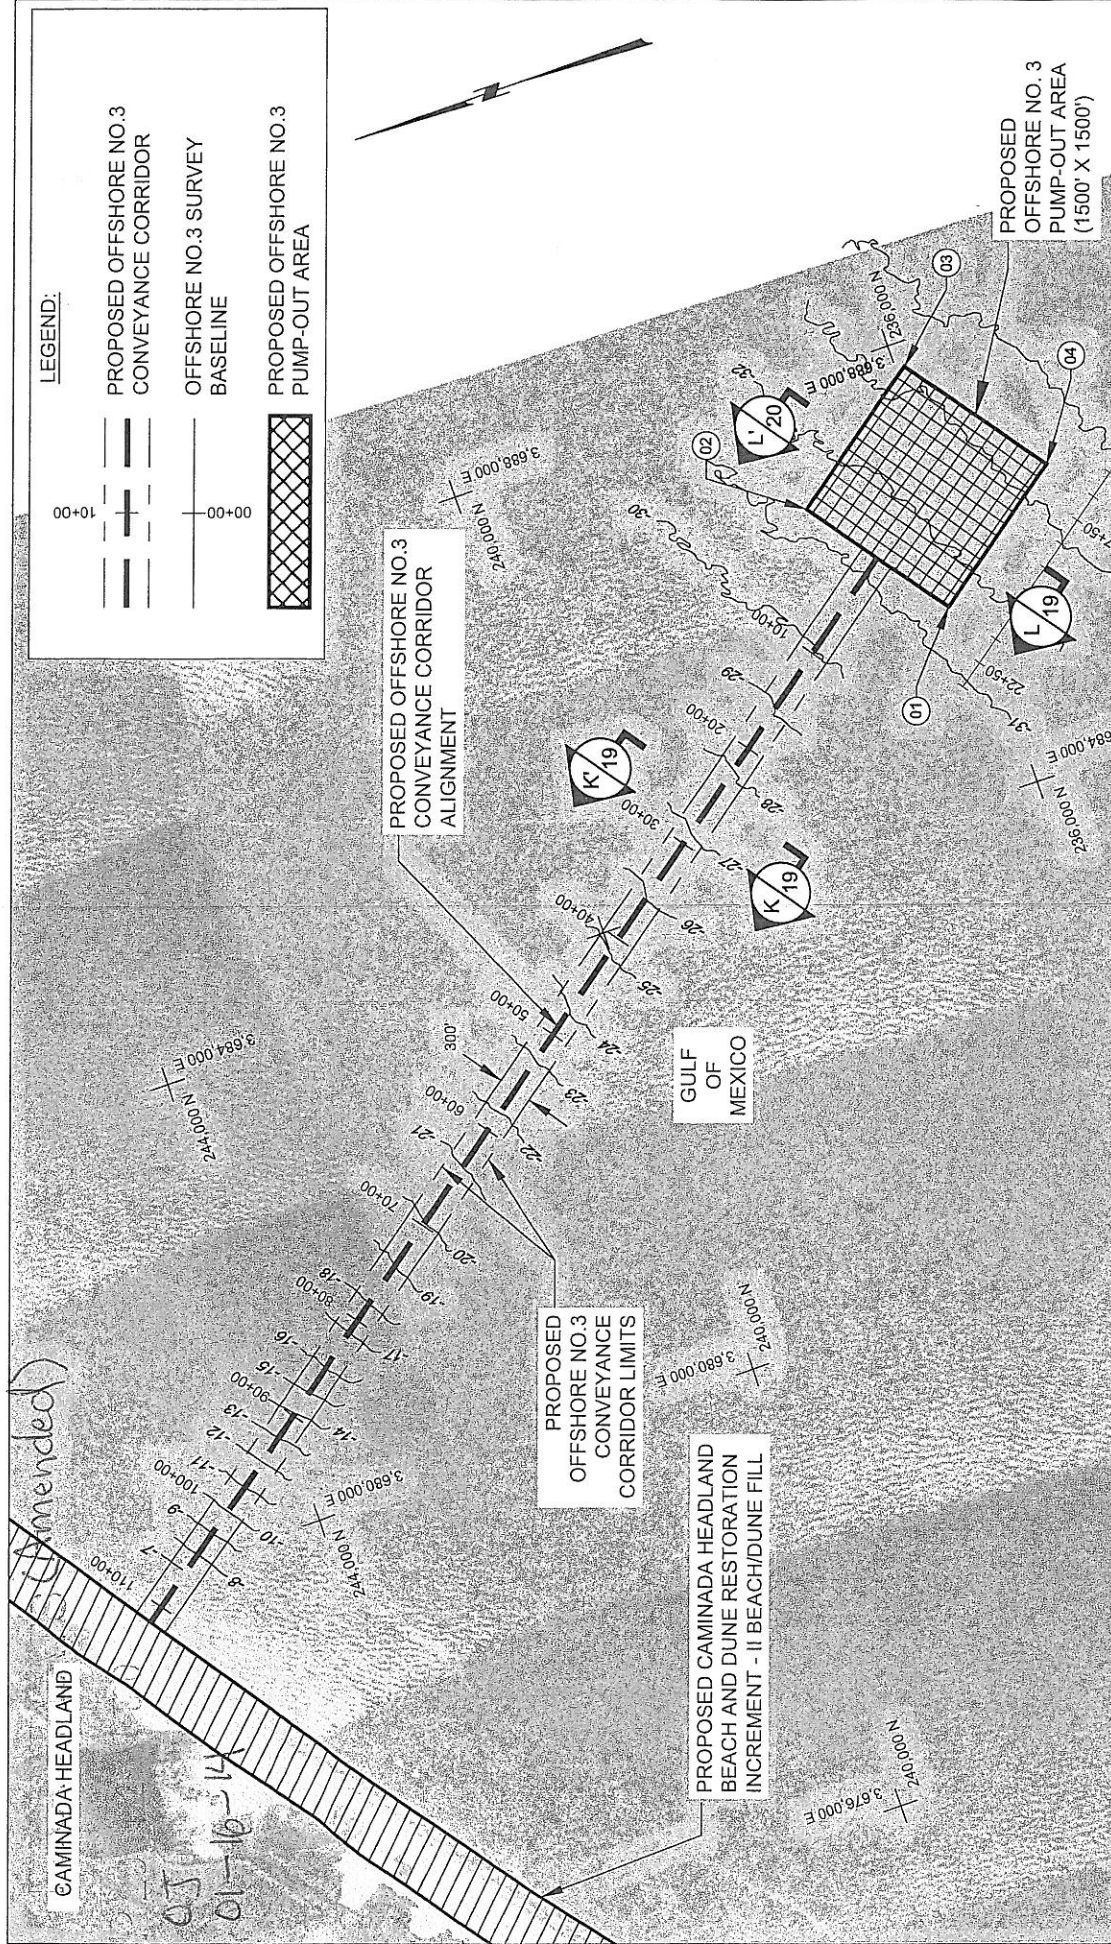 LEGEND:
10+00
PROPOSED OFFSHORE NO.3
CONVEYANCE CORRIDOR
00+00
OFFSHORE NO.3 SURVEY
BASELINE
PROPOSED OFFSHORE NO.3
PUMP-OUT AREA
CAMINADA HEADLAND
(Amended)
OJ
01-16-14
110+00
-7
-8
-9
-10
100+00
-11
-12
-13
-14
90+00
-15
-16
-17
80+00
-18
-19
-20
70+00
-21
-22
60+00
-23
300'
-24
50+00
-25
40+00
-26
-27
30+00
-28
20+00
-29
10+00
-30
-31
-32
244,000 N
3,680,000 E
244,000 N
3,684,000 E
240,000 N
3,688,000 E
236,000 N
3,688,000 E
236,000 N
684,000 E
3,680,000 E
240,000 N
3,676,000 E
240,000 N
PROPOSED OFFSHORE NO.3
CONVEYANCE CORRIDOR
ALIGNMENT
K'
19
K
19
L'
20
L
19
01
02
03
04
22+50
7+50
PROPOSED
OFFSHORE NO. 3
PUMP-OUT AREA
(1500' X 1500')
GULF
OF
MEXICO
PROPOSED
OFFSHORE NO.3
CONVEYANCE
CORRIDOR LIMITS
PROPOSED CAMINADA HEADLAND
BEACH AND DUNE RESTORATION
INCREMENT - II BEACH/DUNE FILL